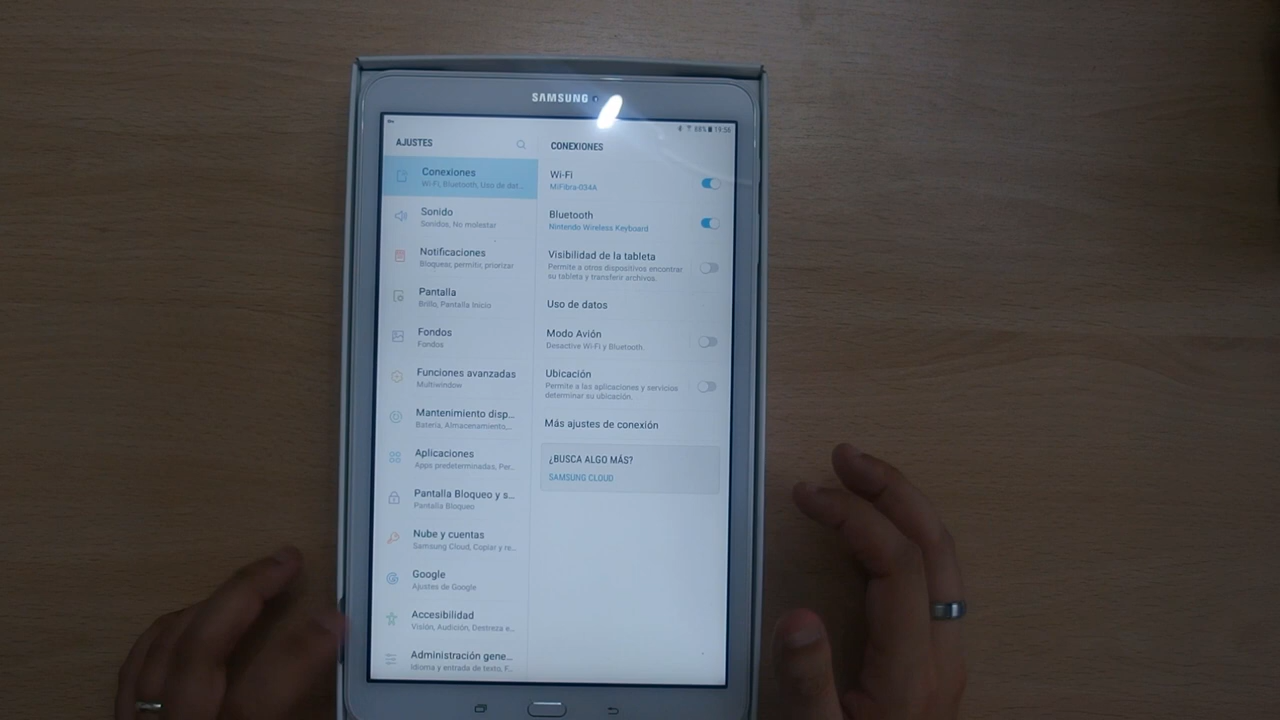 SAMSUNG
88% 19:56
AJUSTES
Conexiones
Wi-Fi, Bluetooth, Uso de dat...
Sonido
Sonidos, No molestar
Notificaciones
Bloquear, permitir, priorizar
Pantalla
Brillo, Pantalla Inicio
Fondos
Fondos
Funciones avanzadas
Multiwindow
Mantenimiento disp...
Batería, Almacenamiento,...
Aplicaciones
Apps predeterminadas, Per...
Pantalla Bloqueo y s...
Pantalla Bloqueo
Nube y cuentas
Samsung Cloud, Copiar y re...
Google
Ajustes de Google
Accesibilidad
Visión, Audición, Destreza e...
Administración gene...
Idioma y entrada de texto, F...
CONEXIONES
Wi-Fi
MiFibra-034A
Bluetooth
Nintendo Wireless Keyboard
Visibilidad de la tableta
Permite a otros dispositivos encontrar
su tableta y transferir archivos.
Uso de datos
Modo Avión
Desactive Wi-Fi y Bluetooth.
Ubicación
Permite a las aplicaciones y servicios
determinar su ubicación.
Más ajustes de conexión
¿BUSCA ALGO MÁS?
SAMSUNG CLOUD